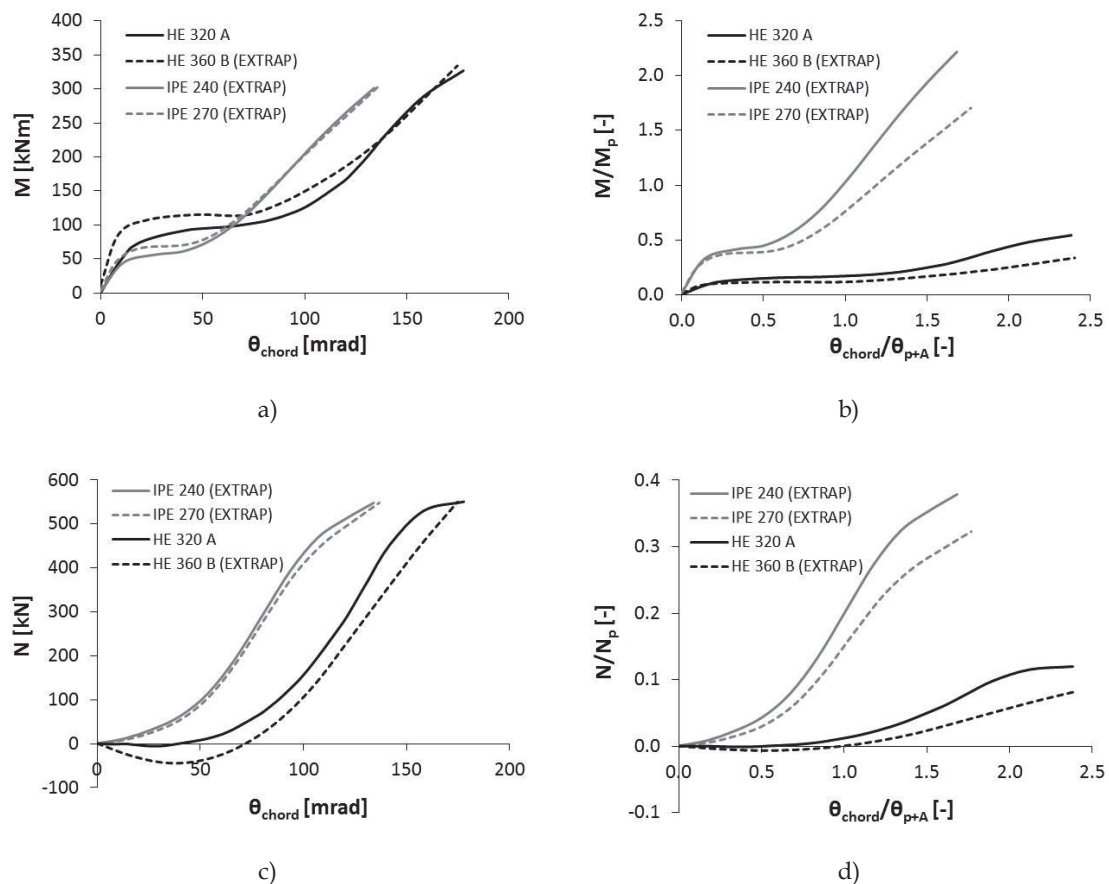 400
350
300
250
200
150
100
50
0
M [kNm]
HE 320 A
HE 360 B (EXTRAP)
IPE 240 (EXTRAP)
IPE 270 (EXTRAP)
0 50 100 150 200
θchord [mrad]
a)
2.5
2.0
1.5
1.0
0.5
0.0
M/Mp [-]
HE 320 A
HE 360 B (EXTRAP)
IPE 240 (EXTRAP)
IPE 270 (EXTRAP)
0.0 0.5 1.0 1.5 2.0 2.5
θchord/θp+A [-]
b)
600
500
400
300
200
100
0
-100
N [kN]
IPE 240 (EXTRAP)
IPE 270 (EXTRAP)
HE 320 A
HE 360 B (EXTRAP)
0 50 100 150 200
θchord [mrad]
c)
0.4
0.3
0.2
0.1
0.0
-0.1
N/Np [-]
IPE 240 (EXTRAP)
IPE 270 (EXTRAP)
HE 320 A
HE 360 B (EXTRAP)
0.0 0.5 1.0 1.5 2.0 2.5
θchord/θp+A [-]
d)